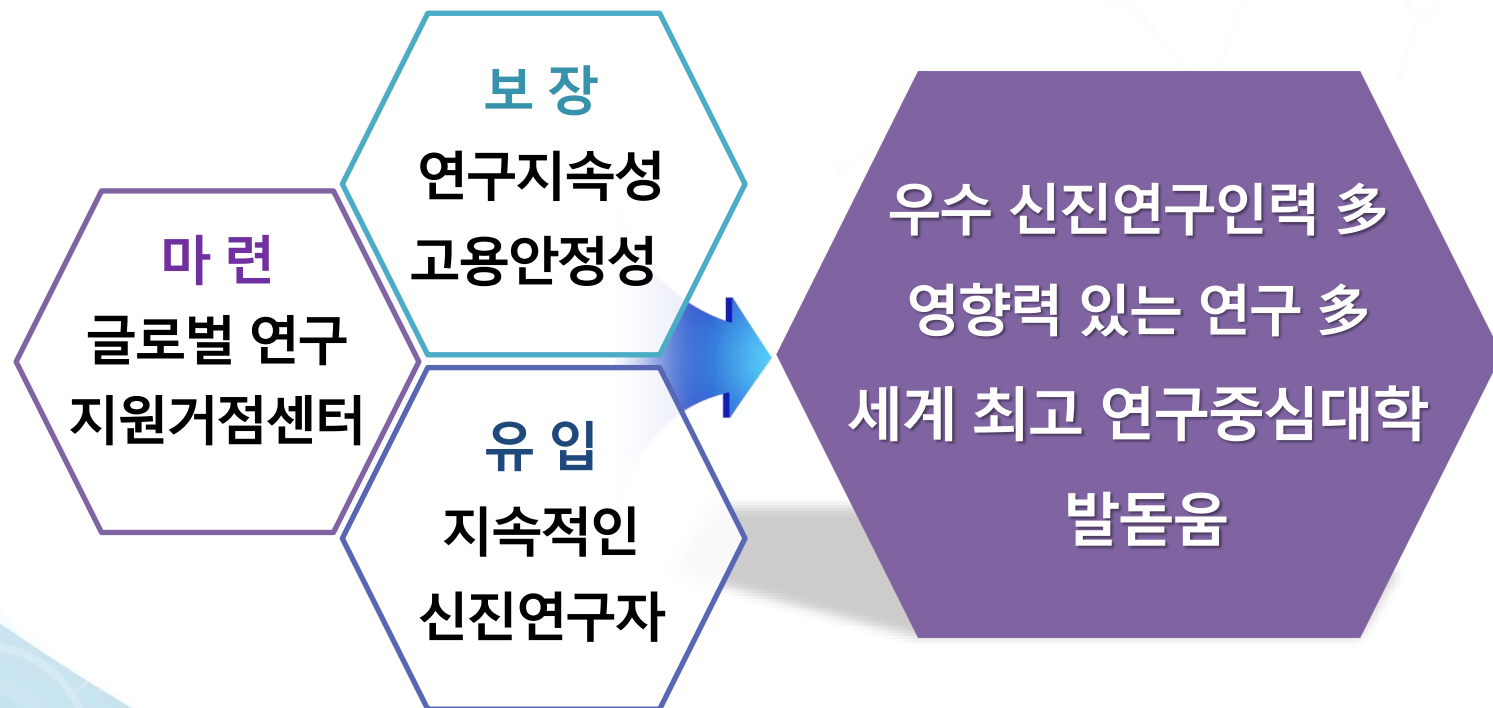 마 련
글로벌 연구
지원거점센터
보 장
연구지속성
고용안정성
유 입
지속적인
신진연구자
우수 신진연구인력 多
영향력 있는 연구 多
세계 최고 연구중심대학
발돋움